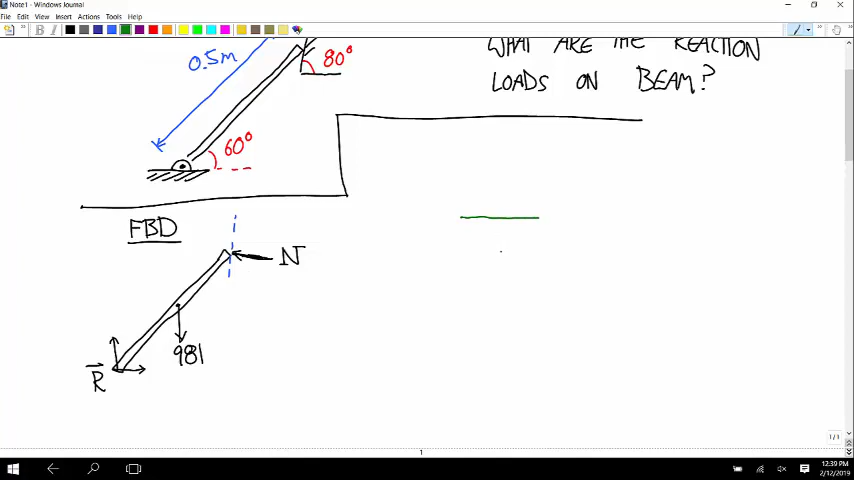 Note1 - Windows Journal
File Edit View Insert Actions Tools Help
B I
WHAT ARE THE REACTION
LOADS ON BEAM?
0.5m
80°
60°
FBD
N
981
R
1/1
1
12:39 PM
2/12/2019